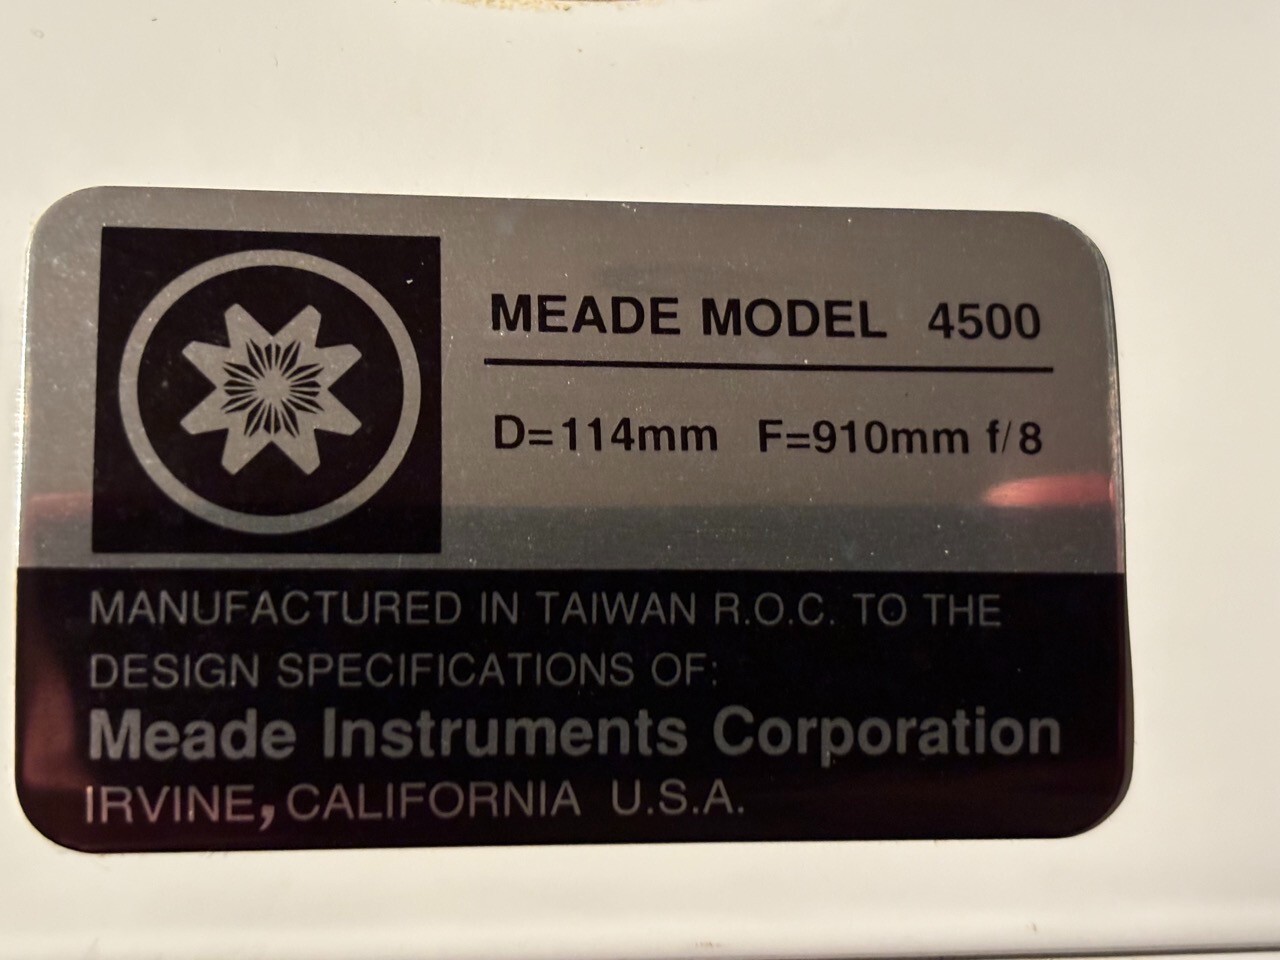 MEADE MODEL 4500
D=114mm F=910mm f/8
MANUFACTURED IN TAIWAN R.O.C. TO THE
DESIGN SPECIFICATIONS OF:
Meade Instruments Corporation
IRVINE, CALIFORNIA U.S.A.